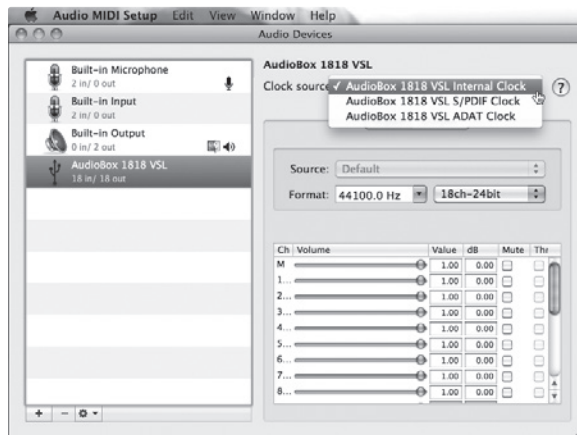 Audio MIDI Setup Edit View Window Help
Audio Devices
Built-in Microphone
2 in/ 0 out
Built-in Input
2 in/ 0 out
Built-in Output
0 in/ 2 out
AudioBox 1818 VSL
18 in/ 18 out
AudioBox 1818 VSL
Clock source
✓ AudioBox 1818 VSL Internal Clock
AudioBox 1818 VSL S/PDIF Clock
AudioBox 1818 VSL ADAT Clock
?
Source: Default
Format: 44100.0 Hz 18ch-24bit
Ch Volume Value dB Mute Thr
M 1.00 0.00
1... 1.00 0.00
2... 1.00 0.00
3... 1.00 0.00
4... 1.00 0.00
5... 1.00 0.00
6... 1.00 0.00
7... 1.00 0.00
8... 1.00 0.00
+ −